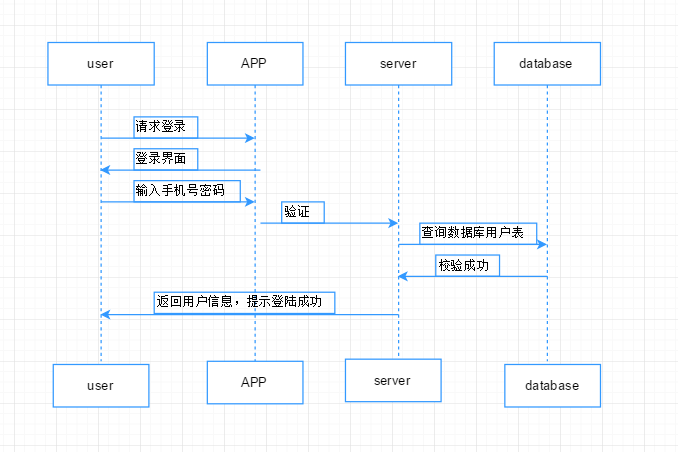 user
APP
server
database
请求登录
登录界面
输入手机号密码
验证
查询数据库用户表
校验成功
返回用户信息，提示登陆成功
user
APP
server
database